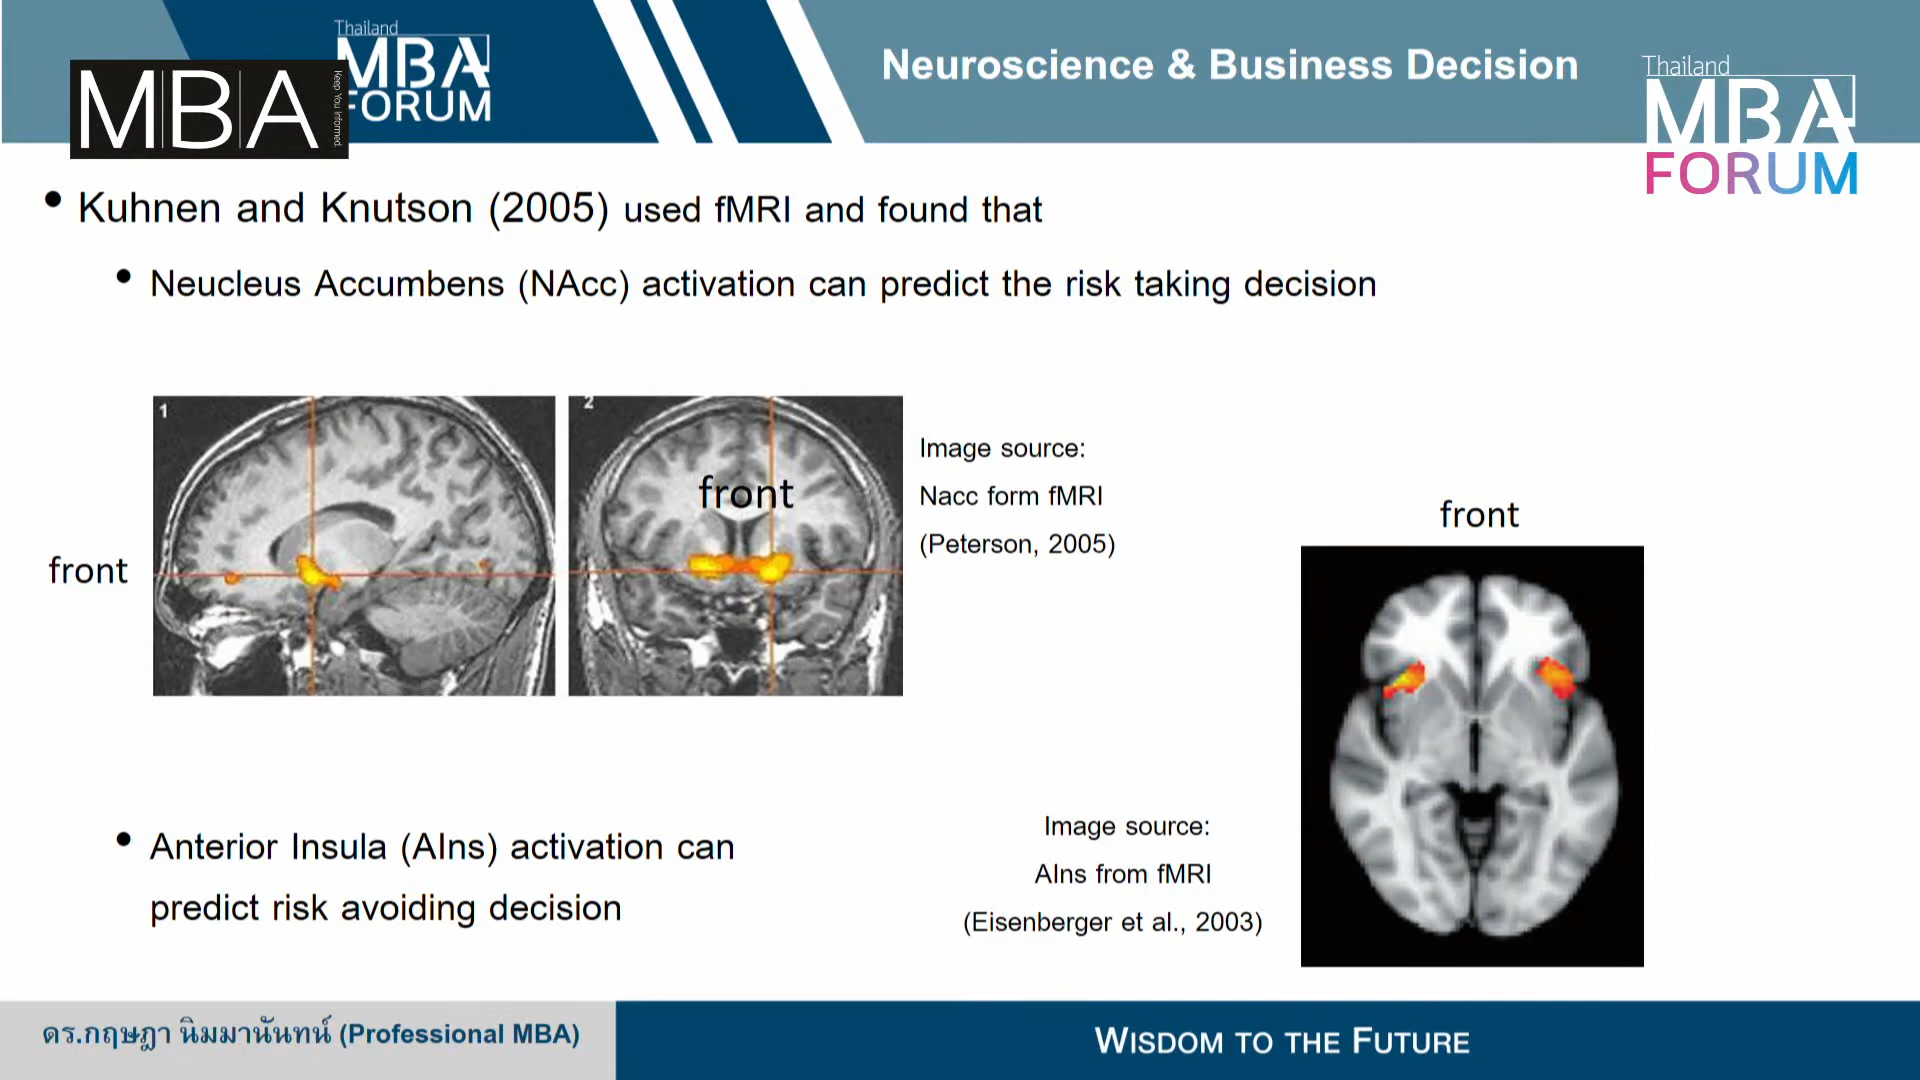 Thailand
MBA
FORUM
MBA
Keep You Informed.
Neuroscience & Business Decision
Thailand
MBA
FORUM
• Kuhnen and Knutson (2005) used fMRI and found that
• Neucleus Accumbens (NAcc) activation can predict the risk taking decision
1
2
front
front
Image source:
Nacc form fMRI
(Peterson, 2005)
front
• Anterior Insula (AIns) activation can
predict risk avoiding decision
Image source:
AIns from fMRI
(Eisenberger et al., 2003)
ดร.กฤษฎา นิมมานันทน์ (Professional MBA)
WISDOM TO THE FUTURE